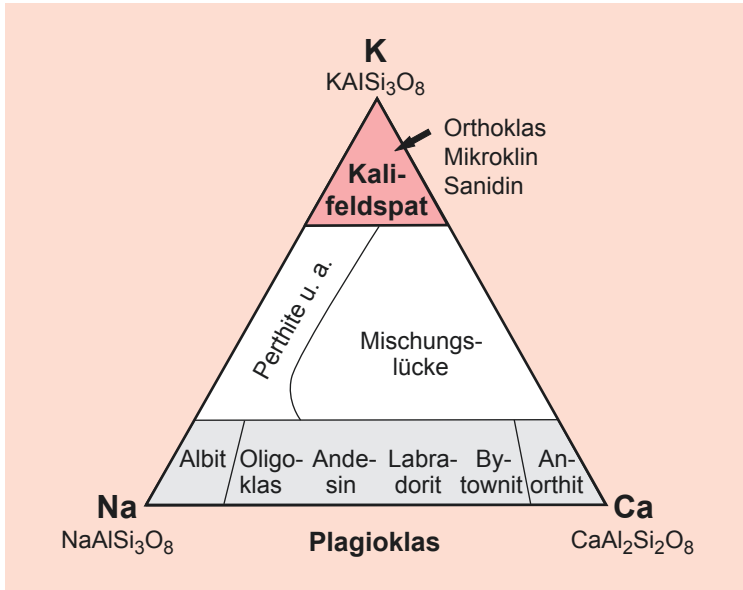 K
KAlSi₃O₈
Orthoklas
Mikroklin
Sanidin
Kali-
feldspat
Perthite u. a.
Mischungs-
lücke
Albit
Oligo-
klas
Ande-
sin
Labra-
dorit
By-
townit
An-
orthit
Na
NaAlSi₃O₈
Plagioklas
Ca
CaAl₂Si₂O₈